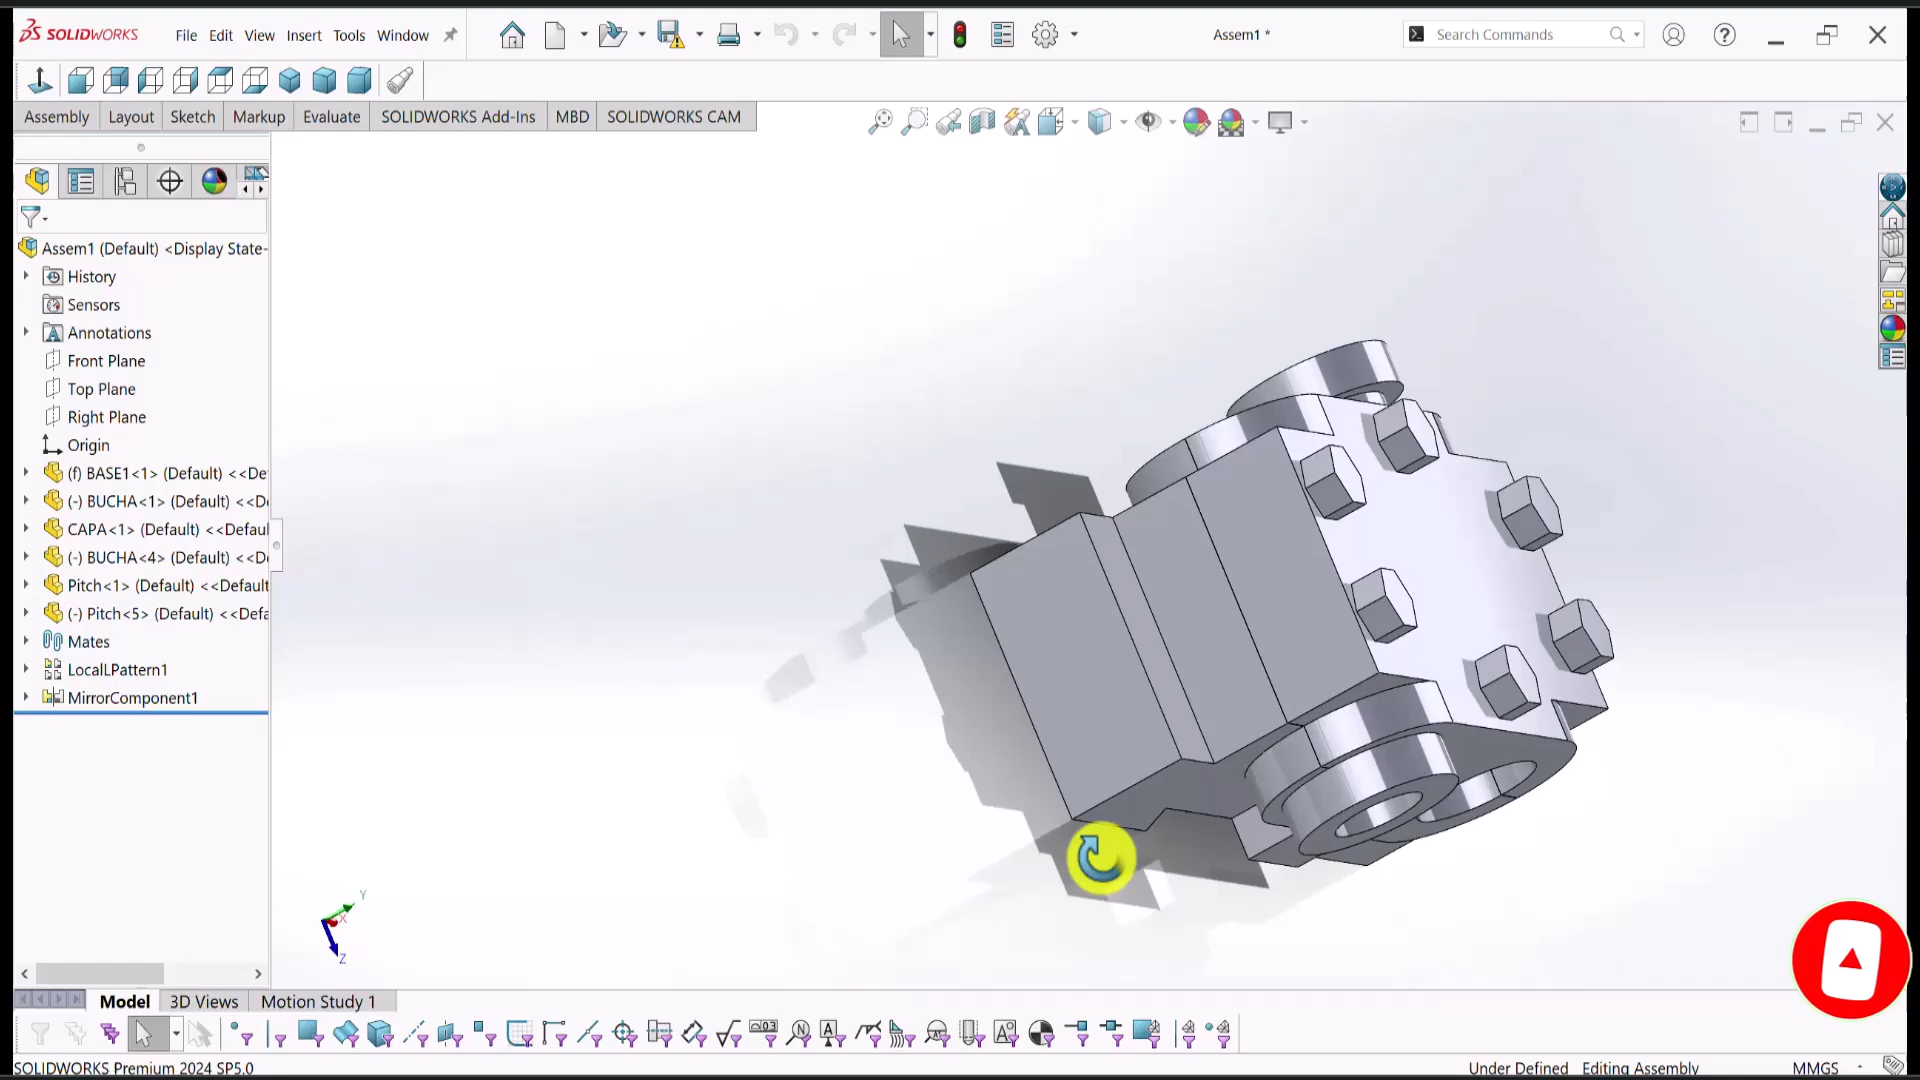 SOLIDWORKS File Edit View Insert Tools Window Assem1 * Search Commands
Assembly Layout Sketch Markup Evaluate SOLIDWORKS Add-Ins MBD SOLIDWORKS CAM
Assem1 (Default) <Display State-
History
Sensors
Annotations
Front Plane
Top Plane
Right Plane
Origin
(f) BASE1<1> (Default) <<De
(-) BUCHA<1> (Default) <<D
CAPA<1> (Default) <<Defaul
(-) BUCHA<4> (Default) <<D
Pitch<1> (Default) <<Default
(-) Pitch<5> (Default) <<Defa
Mates
LocalLPattern1
MirrorComponent1
Y
X
Z
Model 3D Views Motion Study 1
SOLIDWORKS Premium 2024 SP5.0 Under Defined Editing Assembly MMGS